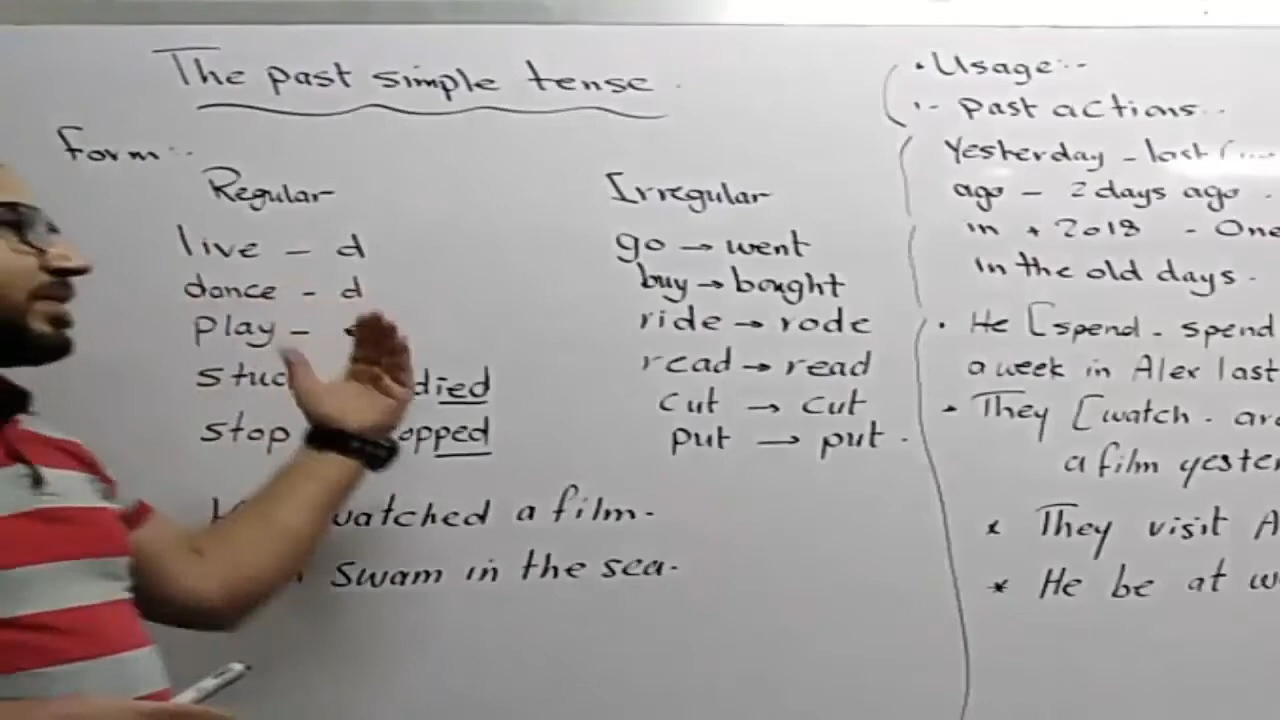 The past simple tense.
Form:-
Regular
live - d
dance - d
play -
died
stop opped
watched a film.
swam in the sea.
Irregular
go → went
buy → bought
ride → rode
read → read
cut → cut
put → put.
• Usage:-
1- past actions..
Yesterday - last (...
ago - 2 days ago.
in + 2018 - One
in the old days.
• He [spend - spend
a week in Alex last
• They [watch - are
a film yester
* They visit A
* He be at w